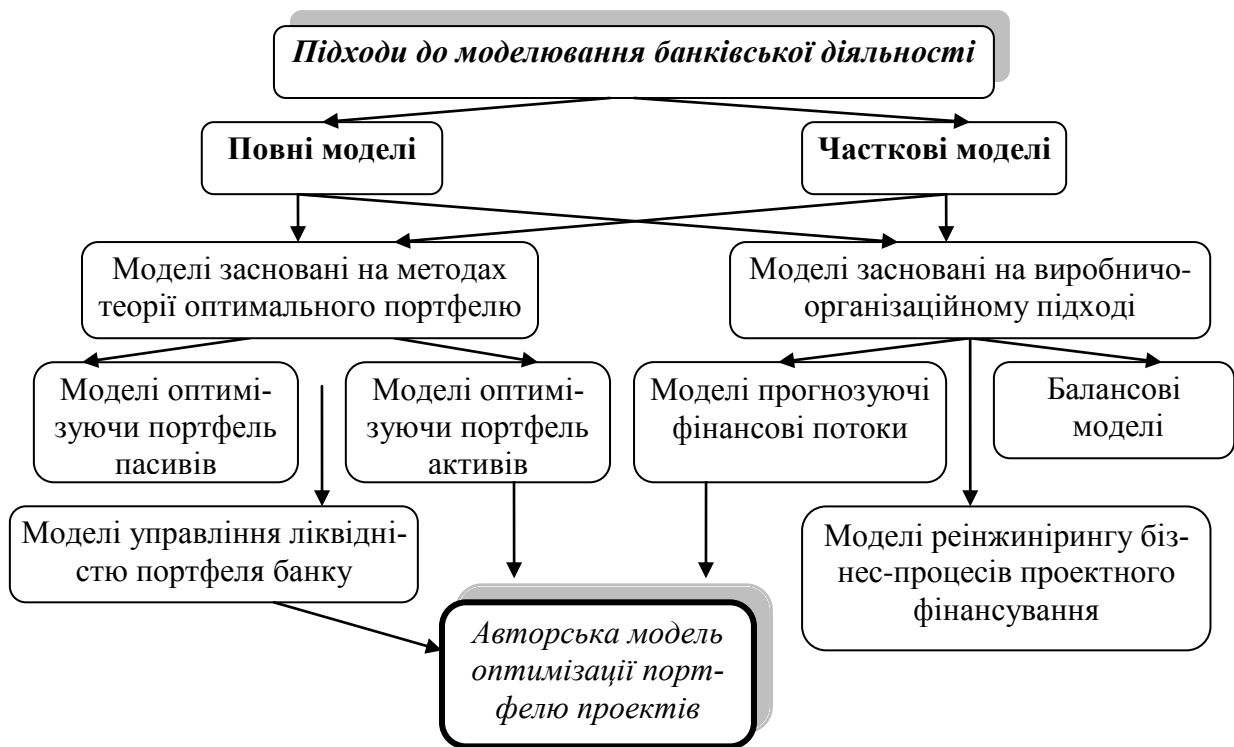 Підходи до моделювання банківської діяльності
Повні моделі
Часткові моделі
Моделі засновані на методах
теорії оптимального портфелю
Моделі засновані на виробничо-
організаційному підході
Моделі оптимі-
зуючи портфель
пасивів
Моделі оптимі-
зуючи портфель
активів
Моделі прогнозуючі
фінансові потоки
Балансові
моделі
Моделі управління ліквідні-
стю портфеля банку
Моделі реінжинірингу біз-
нес-процесів проектного
фінансування
Авторська модель
оптимізації порт-
фелю проектів